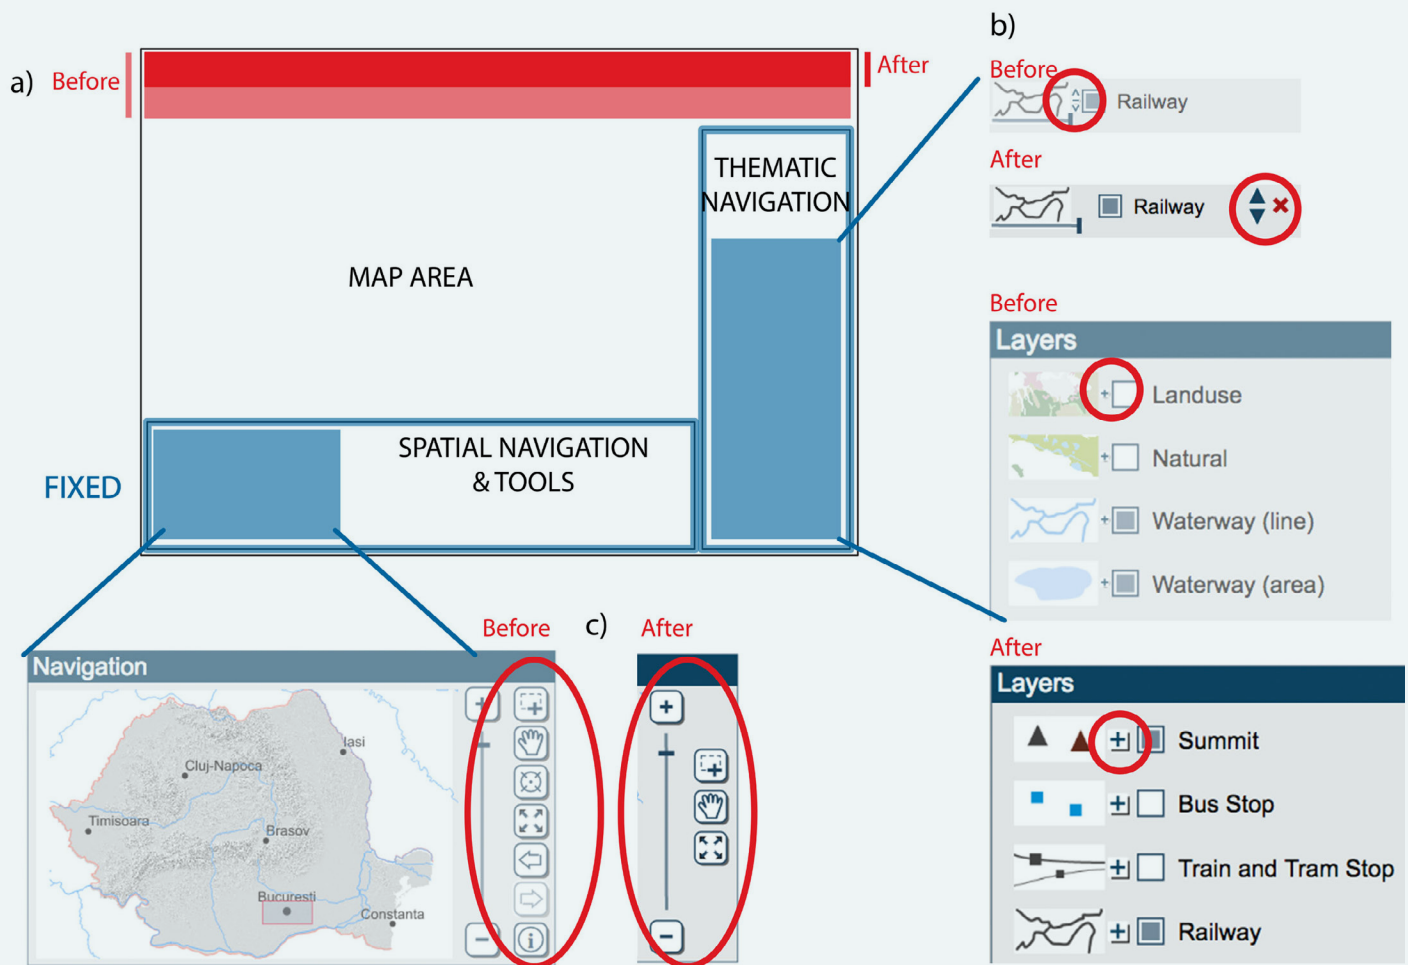 a)
Before
After
THEMATIC
NAVIGATION
MAP AREA
SPATIAL NAVIGATION
& TOOLS
FIXED
b)
Before
Railway
After
Railway
Before
Layers
Landuse
Natural
Waterway (line)
Waterway (area)
After
Layers
Summit
Bus Stop
Train and Tram Stop
Railway
Before
c)
After
Navigation
Iasi
Cluj-Napoca
Timisoara
Brasov
Bucuresti
Constanta